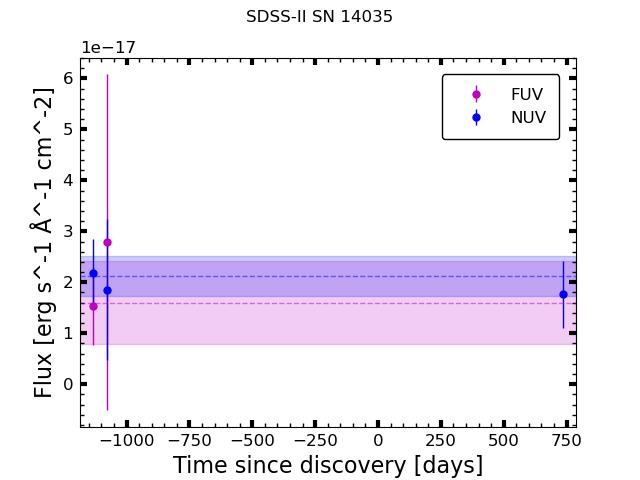 SDSS-II SN 14035
1e−17
6
5
4
3
2
1
0
Flux [erg s^-1 Å^-1 cm^-2]
FUV
NUV
−1000 −750 −500 −250 0 250 500 750
Time since discovery [days]